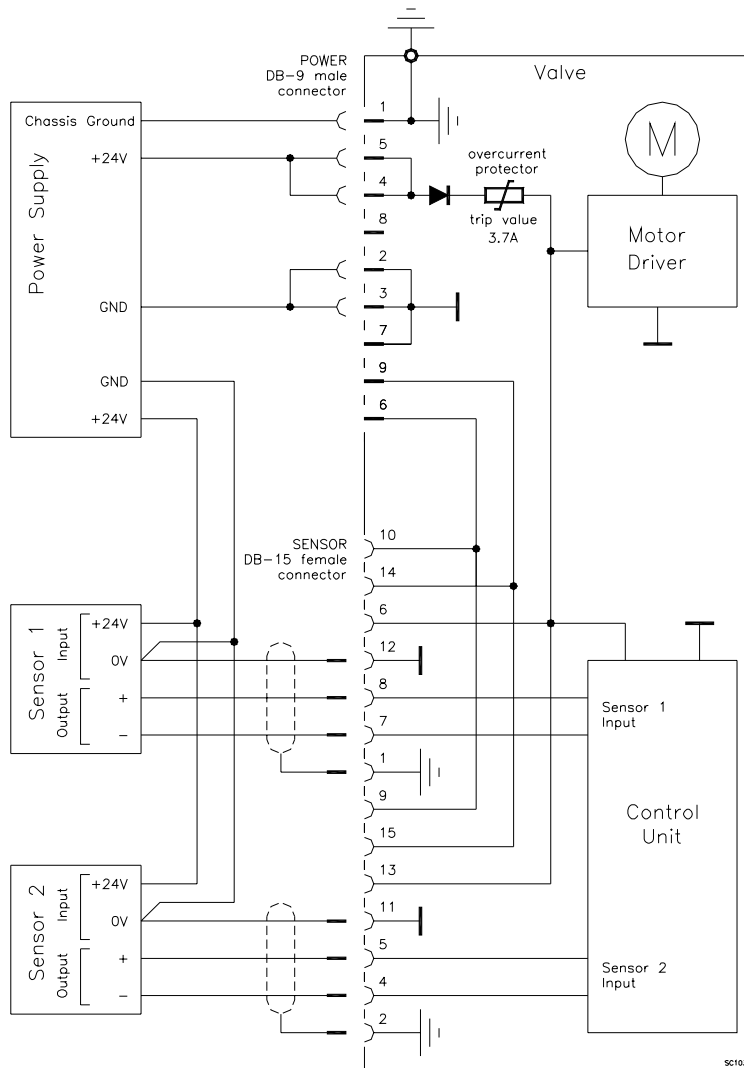 POWER
DB-9 male
connector
Valve
Chassis Ground
1
M
+24V
5
overcurrent
protector
4
trip value
3.7A
8
Power Supply
Motor
Driver
2
GND
3
7
GND
9
+24V
6
SENSOR
DB-15 female
connector
10
14
Sensor 1
Input
+24V
6
0V
12
Output
+
8
Sensor 1
Input
-
7
1
9
Control
Unit
15
Sensor 2
Input
+24V
13
0V
11
Output
+
5
Sensor 2
Input
-
4
2